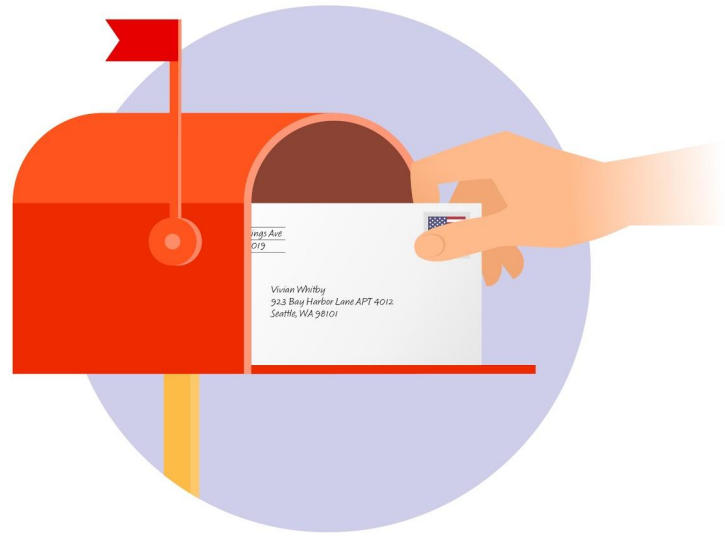 ings Ave
019
Vivian Whitby
923 Bay Harbor Lane APT 4012
Seattle, WA 98101